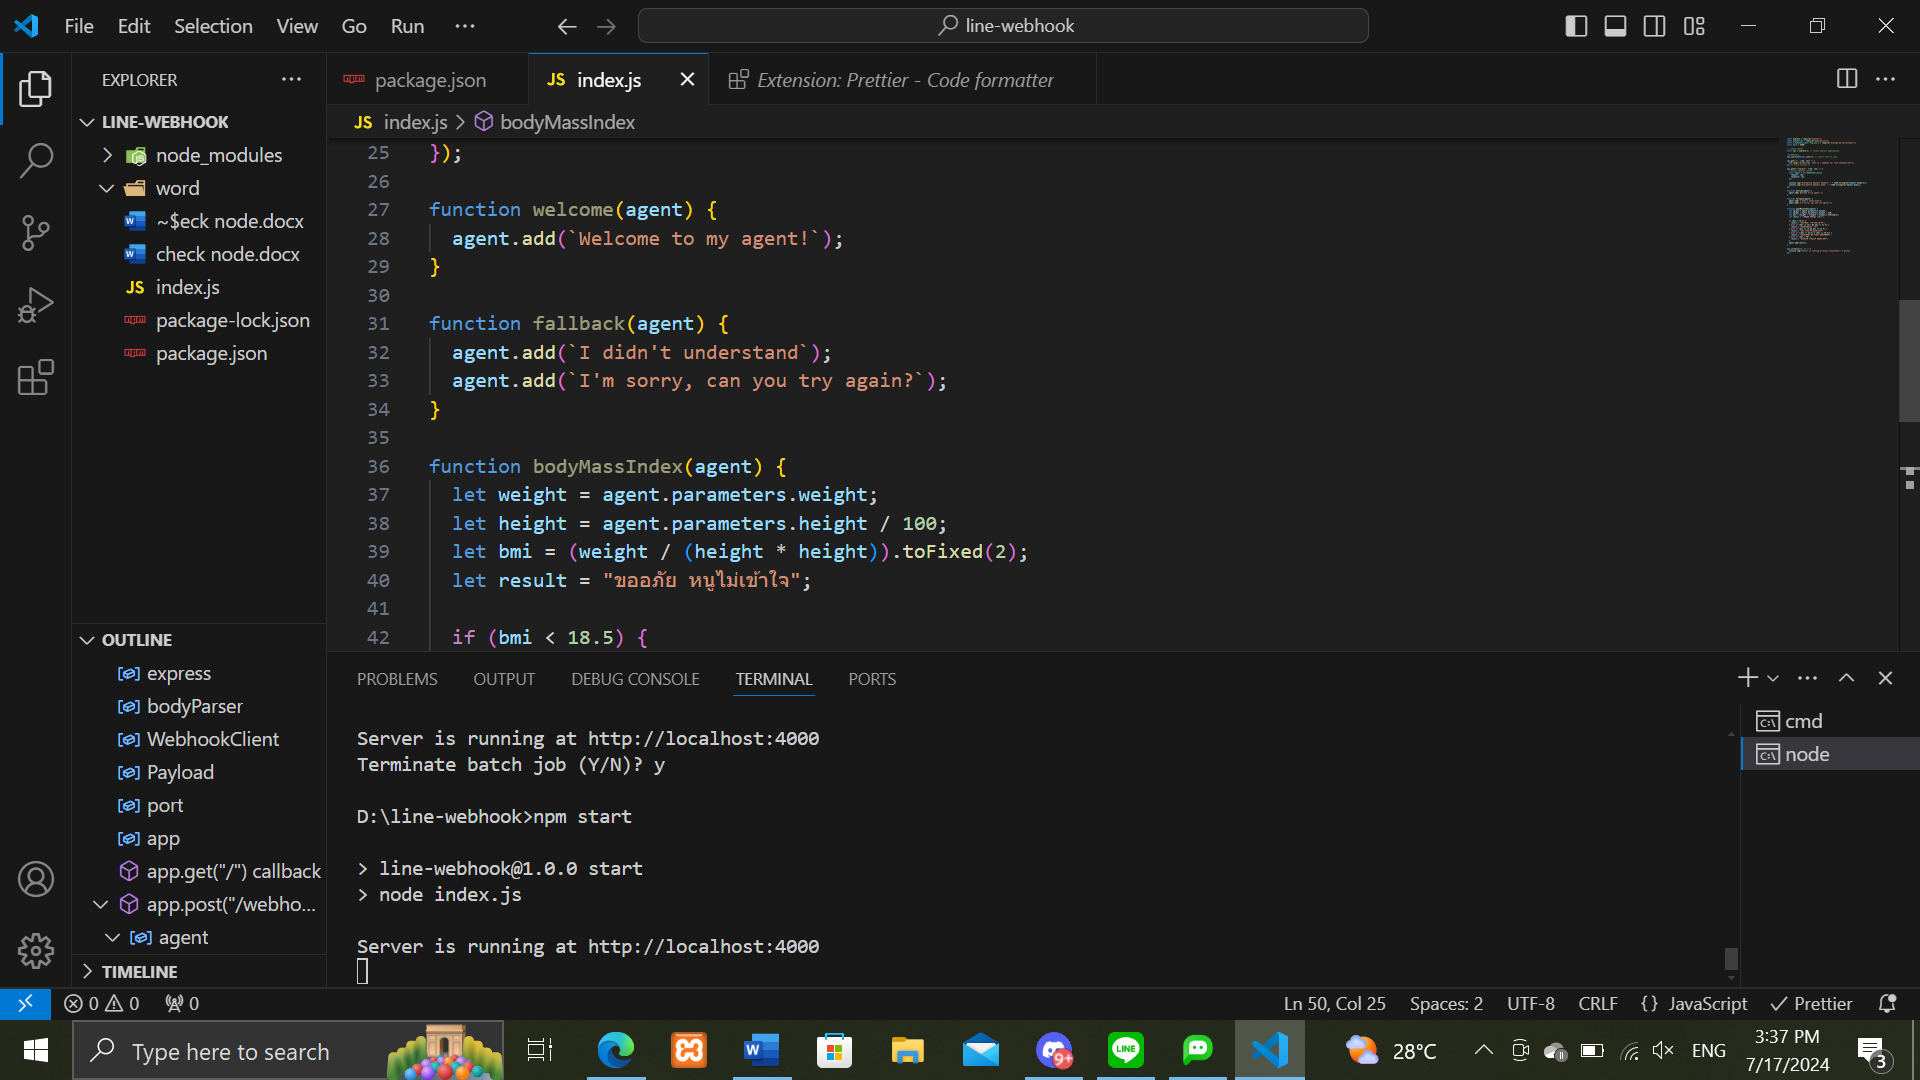 File Edit Selection View Go Run ···
line-webhook
EXPLORER
LINE-WEBHOOK
node_modules
word
~$eck node.docx
check node.docx
index.js
package-lock.json
package.json
OUTLINE
express
bodyParser
WebhookClient
Payload
port
app
app.get("/") callback
app.post("/webho...
agent
TIMELINE
package.json
JS index.js
Extension: Prettier - Code formatter
JS index.js > bodyMassIndex
25 });
26
27 function welcome(agent) {
28 agent.add(`Welcome to my agent!`);
29 }
30
31 function fallback(agent) {
32 agent.add(`I didn't understand`);
33 agent.add(`I'm sorry, can you try again?`);
34 }
35
36 function bodyMassIndex(agent) {
37 let weight = agent.parameters.weight;
38 let height = agent.parameters.height / 100;
39 let bmi = (weight / (height * height)).toFixed(2);
40 let result = "ขออภัย หนูไม่เข้าใจ";
41
42 if (bmi < 18.5) {
PROBLEMS OUTPUT DEBUG CONSOLE TERMINAL PORTS
Server is running at http://localhost:4000
Terminate batch job (Y/N)? y
D:\line-webhook>npm start
> line-webhook@1.0.0 start
> node index.js
Server is running at http://localhost:4000
cmd
node
0 0 0
Ln 50, Col 25 Spaces: 2 UTF-8 CRLF {} JavaScript Prettier
Type here to search
9+
LINE
28°C
ENG
3:37 PM
7/17/2024
3